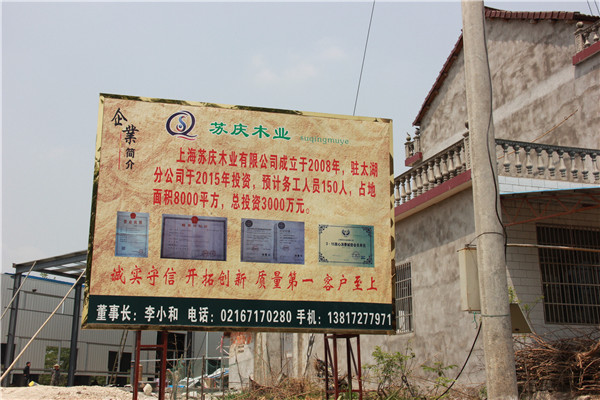 企業简介
SQ
苏庆木业
suqingmuye
上海苏庆木业有限公司成立于2008年，驻太湖
分公司于2015年投资，预计务工人员150人，占地
面积8000平方，总投资3000万元。
诚实守信 开拓创新 质量第一 客户至上
董事长：李小和 电话：02167170280 手机：13817277971